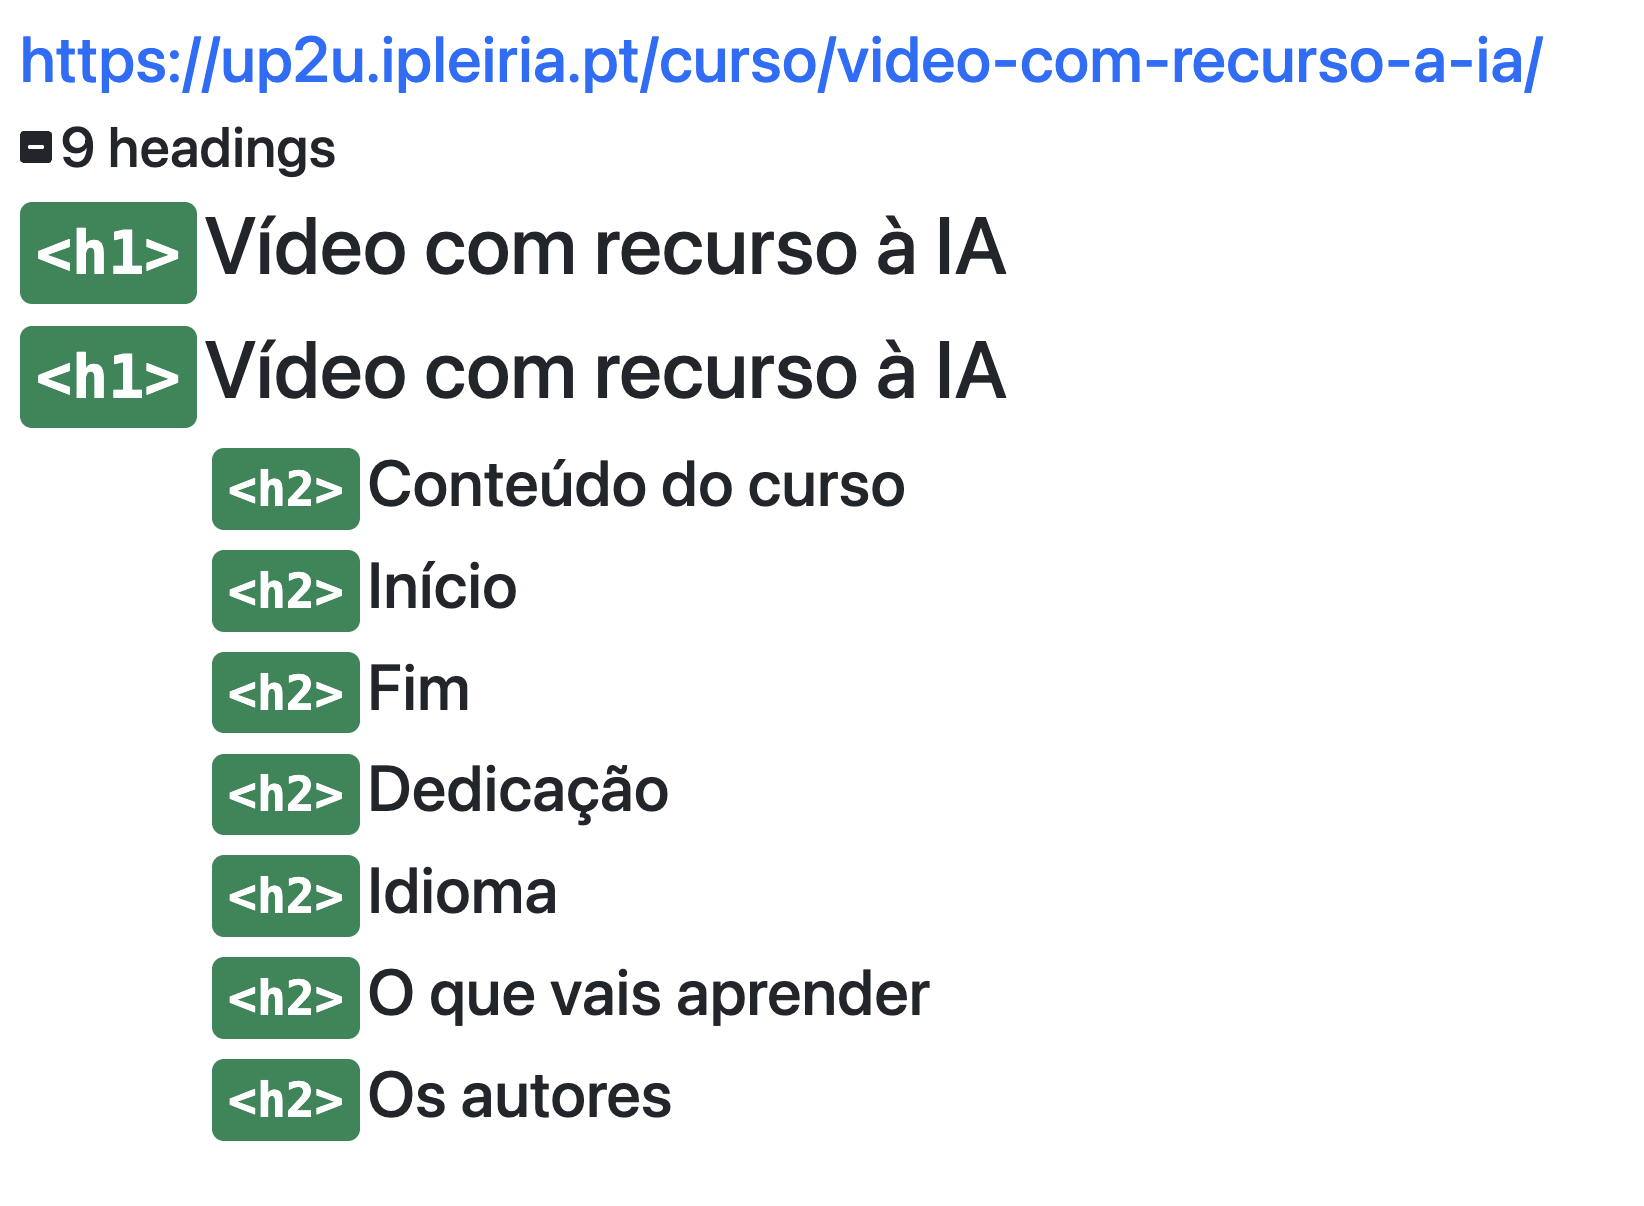 https://up2u.ipleiria.pt/curso/video-com-recurso-a-ia/
9 headings
<h1> Vídeo com recurso à IA
<h1> Vídeo com recurso à IA
<h2> Conteúdo do curso
<h2> Início
<h2> Fim
<h2> Dedicação
<h2> Idioma
<h2> O que vais aprender
<h2> Os autores